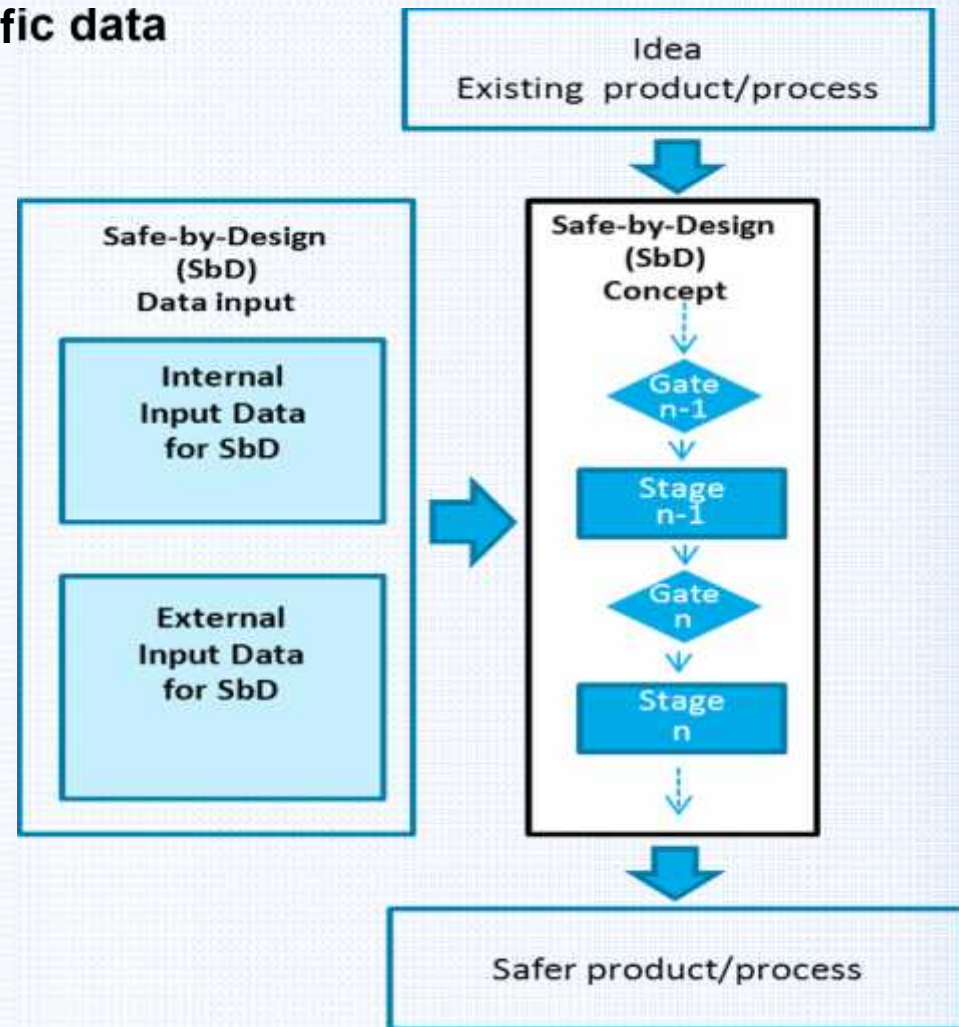 fic data
Idea
Existing product/process
Safe-by-Design
(SbD)
Data input
Internal
Input Data
for SbD
External
Input Data
for SbD
Safe-by-Design
(SbD)
Concept
Gate
n-1
Stage
n-1
Gate
n
Stage
n
Safer product/process